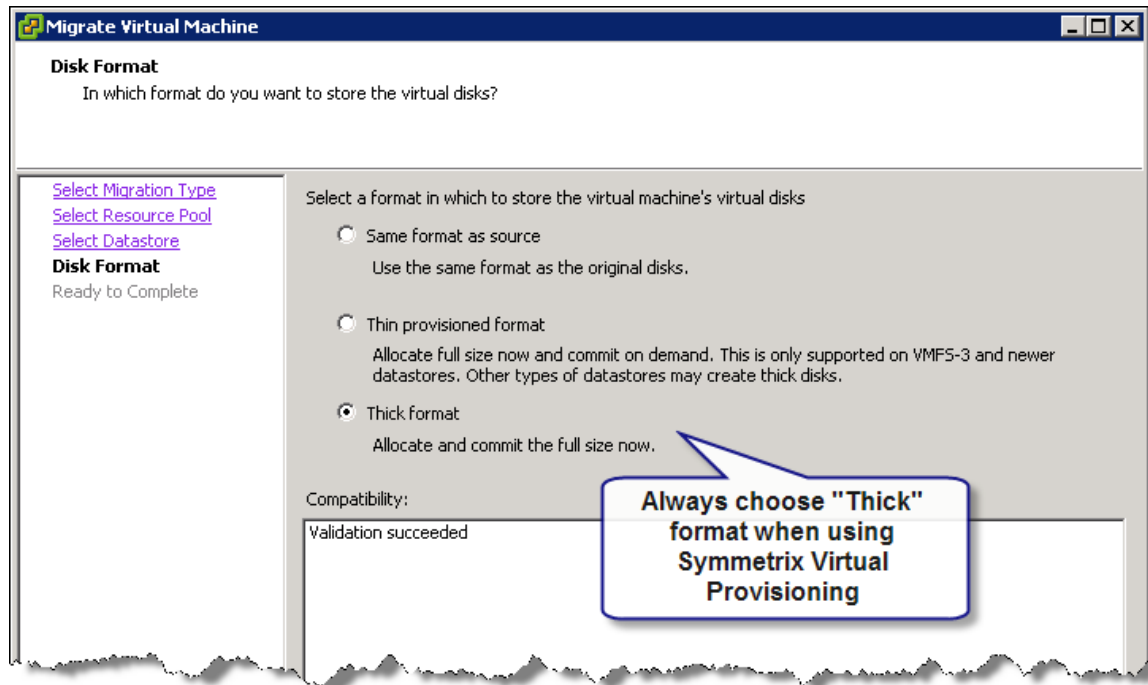 Migrate Virtual Machine
Disk Format
In which format do you want to store the virtual disks?
Select Migration Type
Select Resource Pool
Select Datastore
Disk Format
Ready to Complete
Select a format in which to store the virtual machine's virtual disks
Same format as source
Use the same format as the original disks.
Thin provisioned format
Allocate full size now and commit on demand. This is only supported on VMFS-3 and newer
datastores. Other types of datastores may create thick disks.
Thick format
Allocate and commit the full size now.
Compatibility:
Validation succeeded
Always choose "Thick"
format when using
Symmetrix Virtual
Provisioning